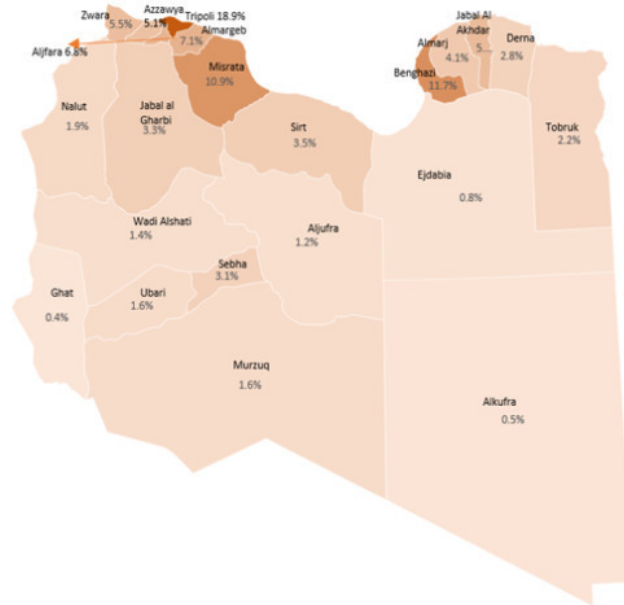 Zwara
5.5%
Azzawya
5.1%
Tripoli 18.9%
Almargeb
7.1%
Aljfara 6.8%
Misrata
10.9%
Nalut
1.9%
Jabal al
Gharbi
3.3%
Sirt
3.5%
Jabal Al
Akhdar
5...
Almarj
4.1%
Derna
2.8%
Benghazi
11.7%
Tobruk
2.2%
Ejdabia
0.8%
Wadi Alshati
1.4%
Aljufra
1.2%
Sebha
3.1%
Ghat
0.4%
Ubari
1.6%
Murzuq
1.6%
Alkufra
0.5%